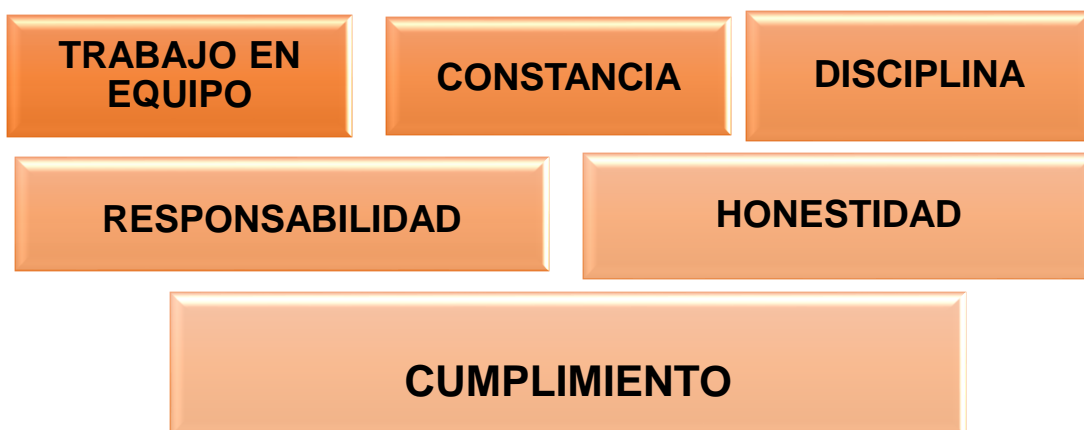 TRABAJO EN
EQUIPO
CONSTANCIA
DISCIPLINA
RESPONSABILIDAD
HONESTIDAD
CUMPLIMIENTO